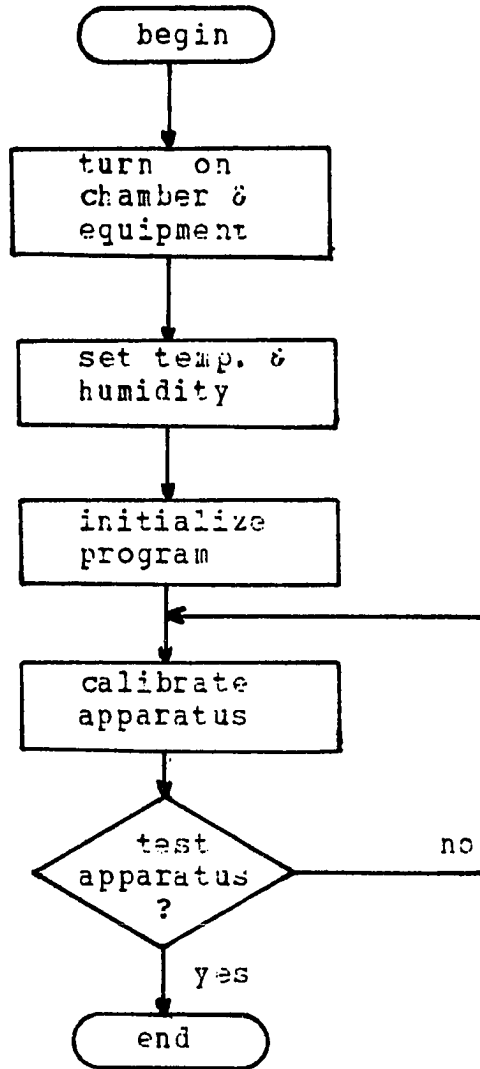 begin
turn on
chamber &
equipment
set temp. &
humidity
initialize
program
calibrate
apparatus
test
apparatus
?
no
yes
end